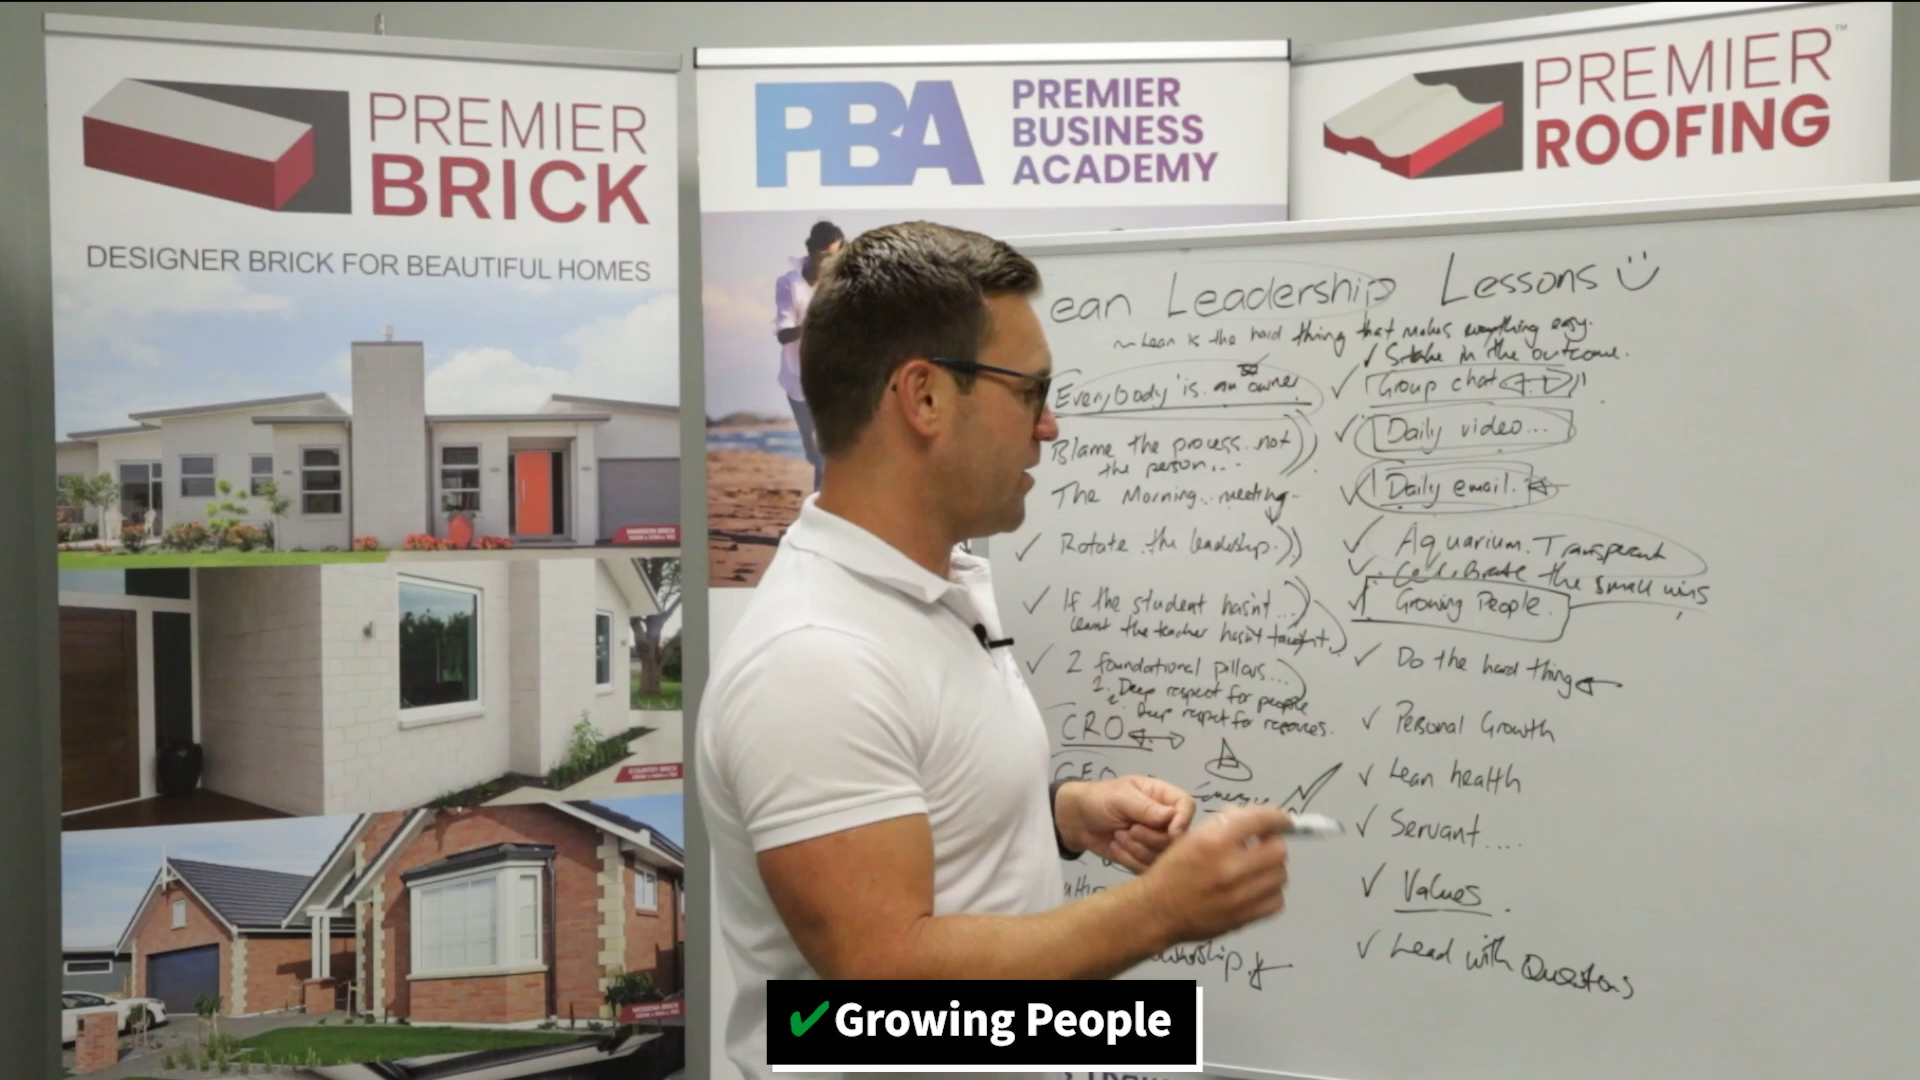 PREMIER
BRICK
DESIGNER BRICK FOR BEAUTIFUL HOMES
PBA
PREMIER
BUSINESS
ACADEMY
PREMIER™
ROOFING
ean Leadership Lessons
~ Lean is the hard thing that makes everything easy.
Everybody is an owner
Blame the process not
the person...
The Morning.. meeting.
✓ Rotate the leadership.
✓ If the student hasn't...
learnt the teacher hasn't taught.
✓ 2 foundational pillars...
1. Deep respect for people
2. Deep respect for resources.
CRO
CEO
Energy
✓ Stake in the outcome.
✓ Group chat
✓ Daily video...
✓ Daily email.
✓ Aquarium. Transparent
✓ Celebrate the small wins
✓ Growing People.
✓ Do the hard thing
✓ Personal Growth
✓ Lean health
✓ Servant....
✓ Values.
✓ Lead with Questions
✔Growing People